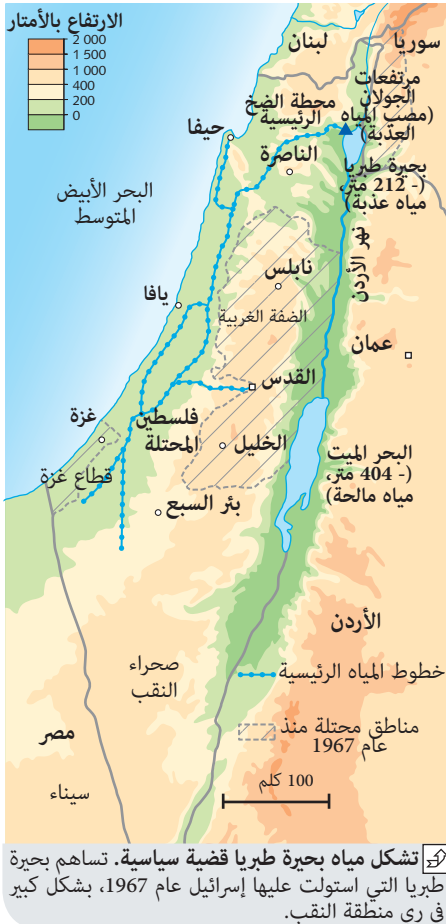 الارتفاع بالأمتار
2 000
1 500
1 000
400
200
0
لبنان
سوريا
مرتفعات
الجولان
(مصب المياه
العذبة)
محطة الضخ
الرئيسية
حيفا
الناصرة
بحيرة طبريا
(- 212 متر،
مياه عذبة)
البحر الأبيض
المتوسط
نهر الأردن
نابلس
يافا
الضفة الغربية
عمان
القدس
فلسطين
المحتلة
غزة
الخليل
البحر الميت
(- 404 متر،
مياه مالحة)
قطاع غزة
بئر السبع
الأردن
صحراء
النقب
خطوط المياه الرئيسية
مناطق محتلة منذ
عام 1967
مصر
سيناء
100 كلم
تشكل مياه بحيرة طبريا قضية سياسية. تساهم بحيرة
طبريا التي استولت عليها إسرائيل عام 1967، بشكل كبير
في ري منطقة النقب.